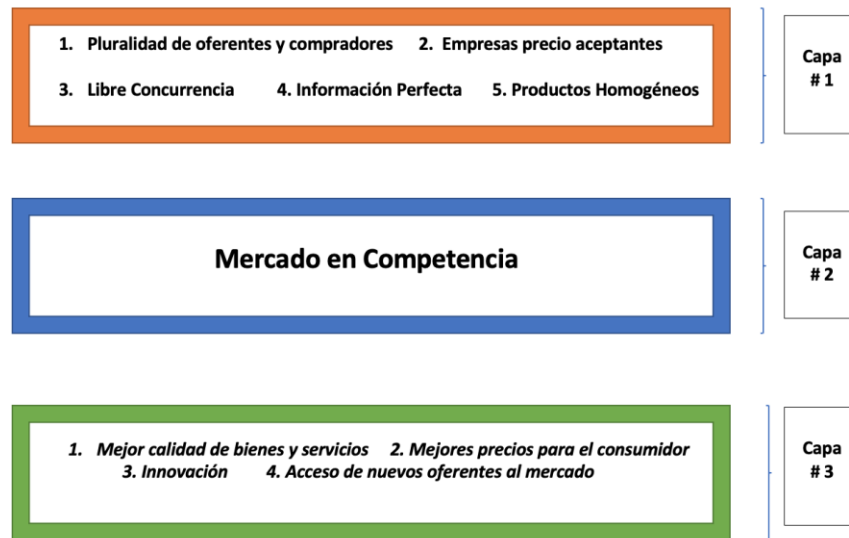 1. Pluralidad de oferentes y compradores 2. Empresas precio aceptantes
3. Libre Concurrencia 4. Información Perfecta 5. Productos Homogéneos
Capa
# 1
Mercado en Competencia
Capa
# 2
1. Mejor calidad de bienes y servicios 2. Mejores precios para el consumidor
3. Innovación 4. Acceso de nuevos oferentes al mercado
Capa
# 3